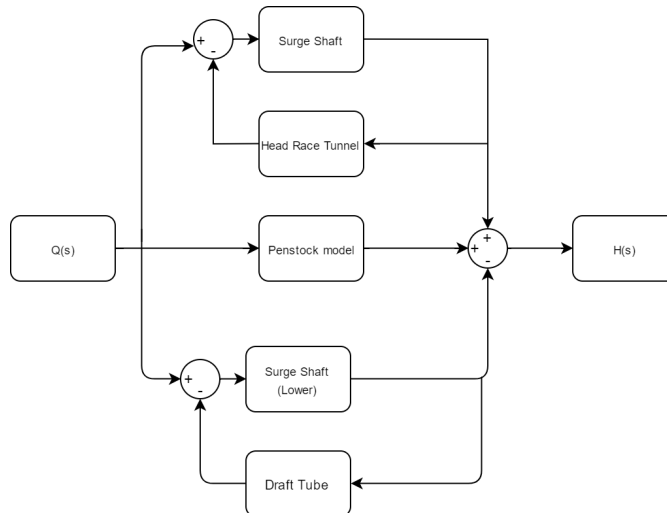 +
-
Surge Shaft
Head Race Tunnel
Q(s)
Penstock model
+
+
-
H(s)
+
-
Surge Shaft
(Lower)
Draft Tube